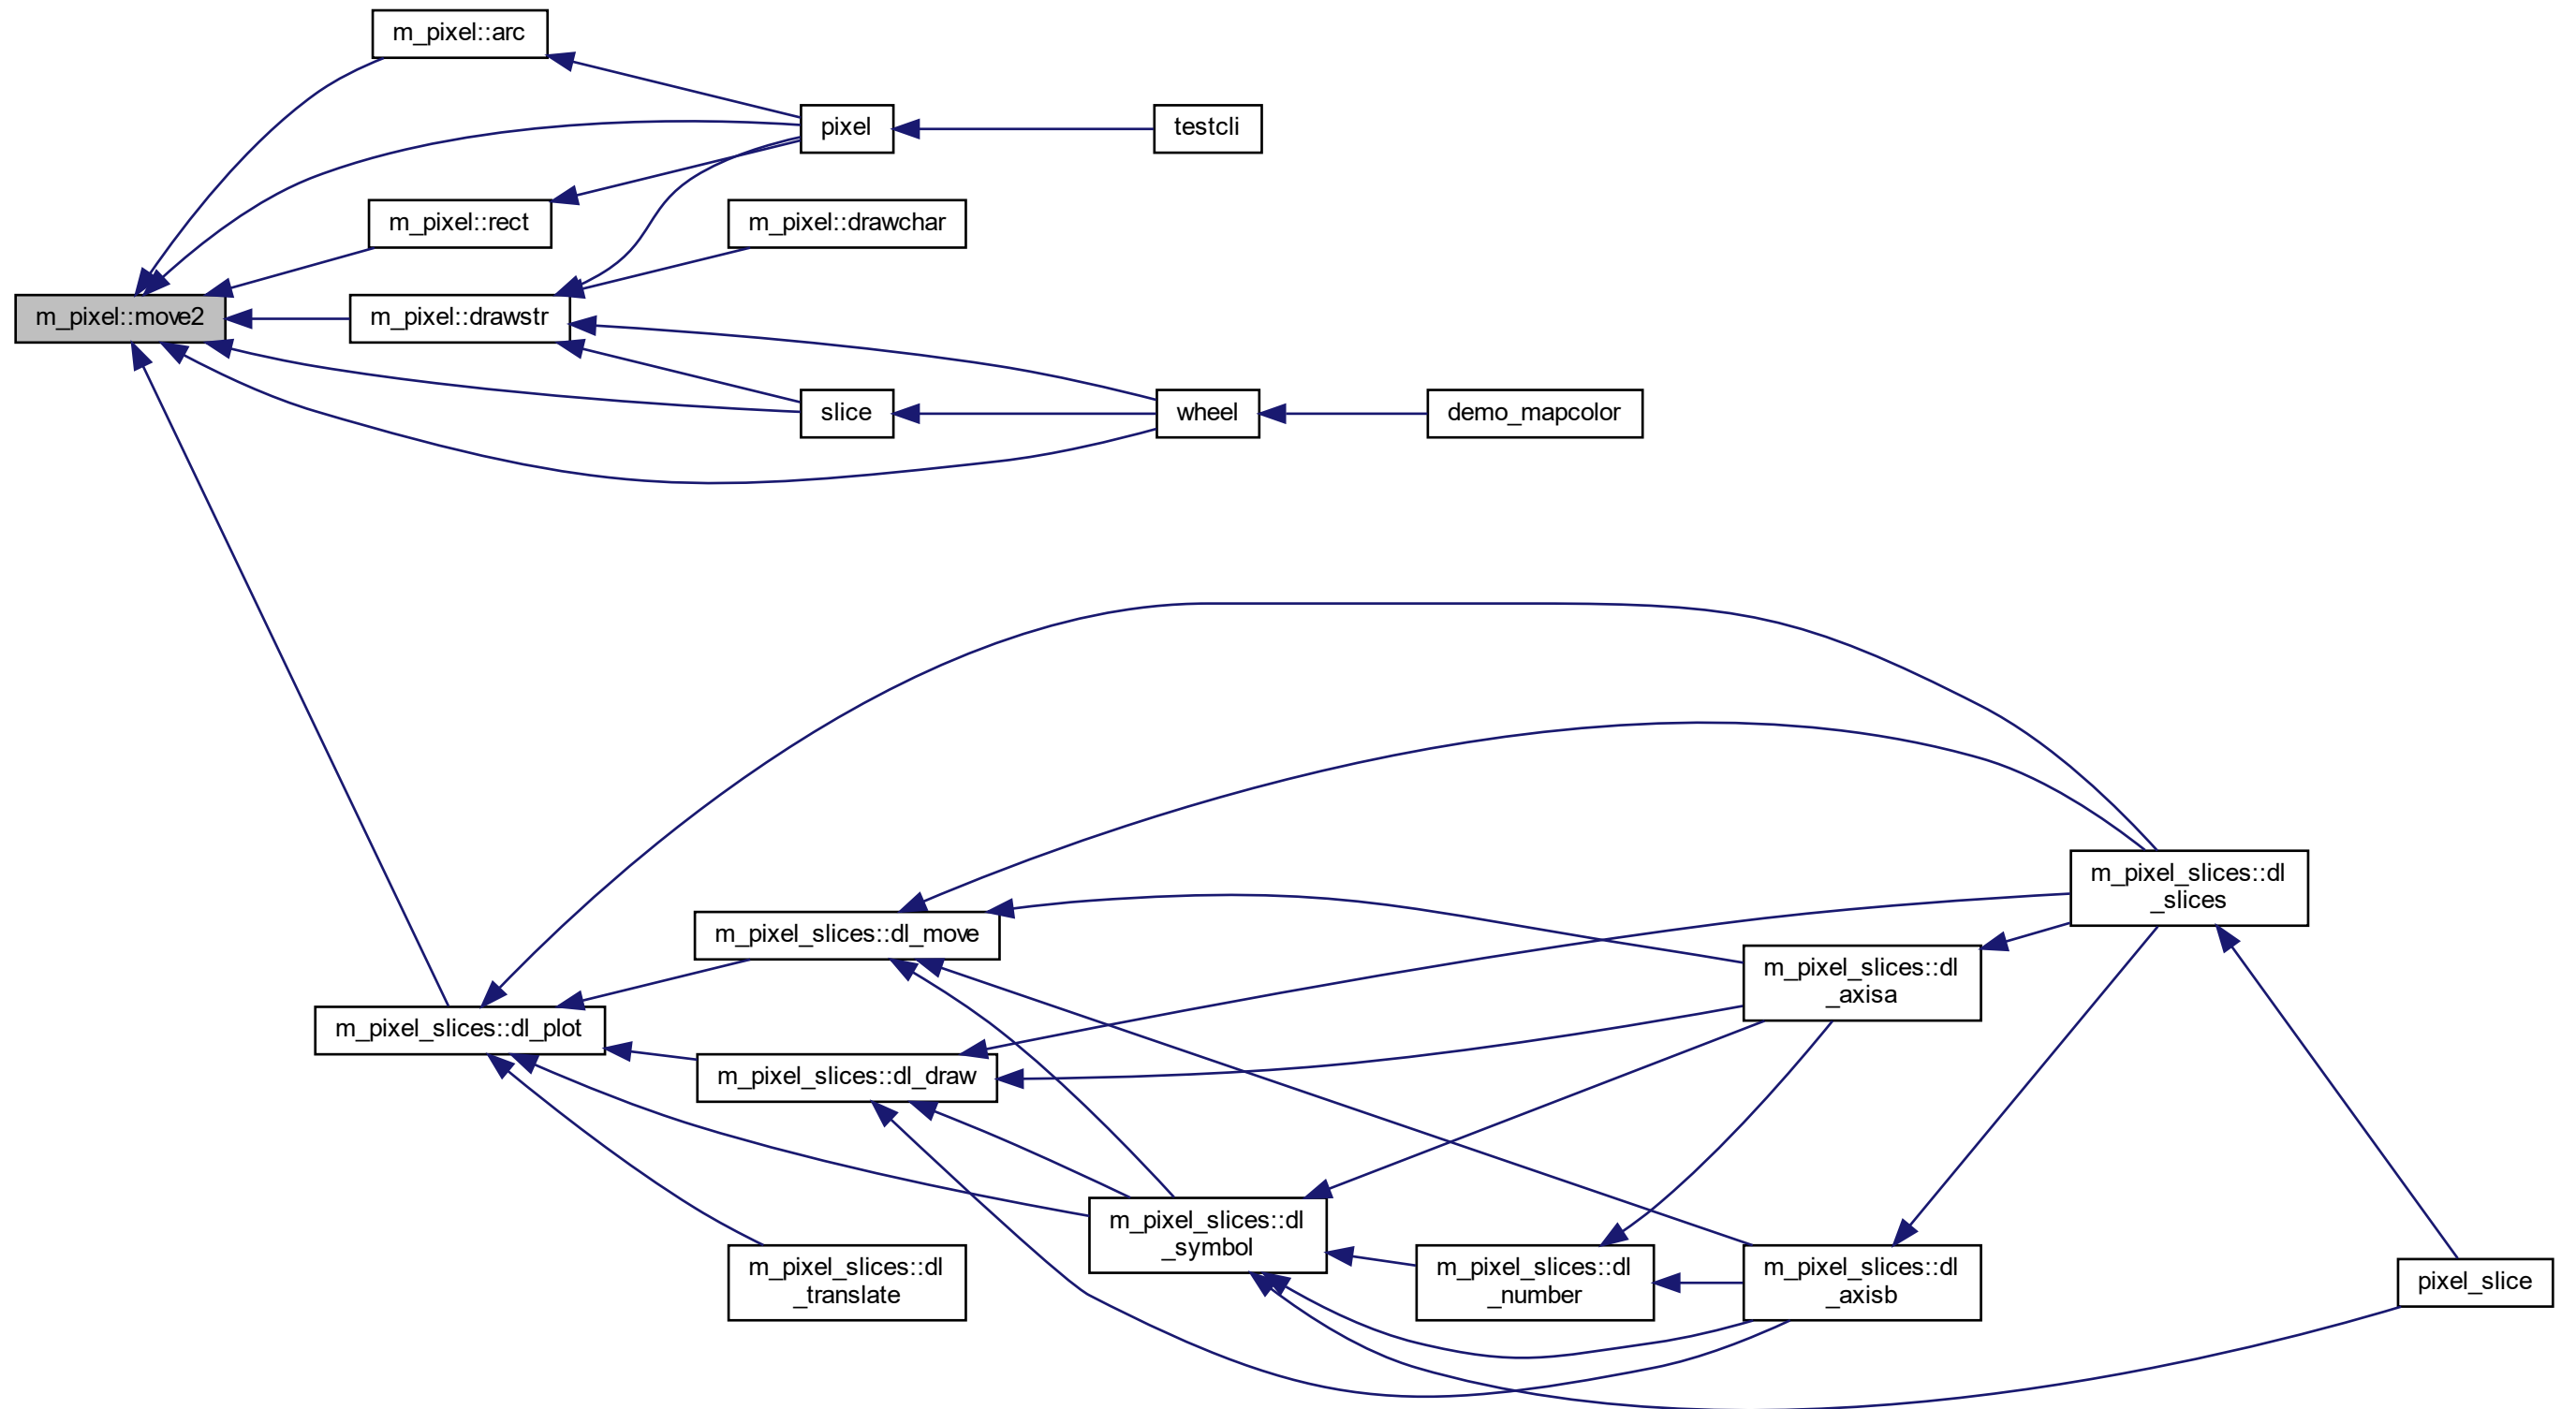 m_pixel::arc
pixel
testcli
m_pixel::rect
m_pixel::drawchar
m_pixel::move2
m_pixel::drawstr
slice
wheel
demo_mapcolor
m_pixel_slices::dl
_slices
m_pixel_slices::dl_move
m_pixel_slices::dl
_axisa
m_pixel_slices::dl_plot
m_pixel_slices::dl_draw
m_pixel_slices::dl
_symbol
m_pixel_slices::dl
_translate
m_pixel_slices::dl
_number
m_pixel_slices::dl
_axisb
pixel_slice